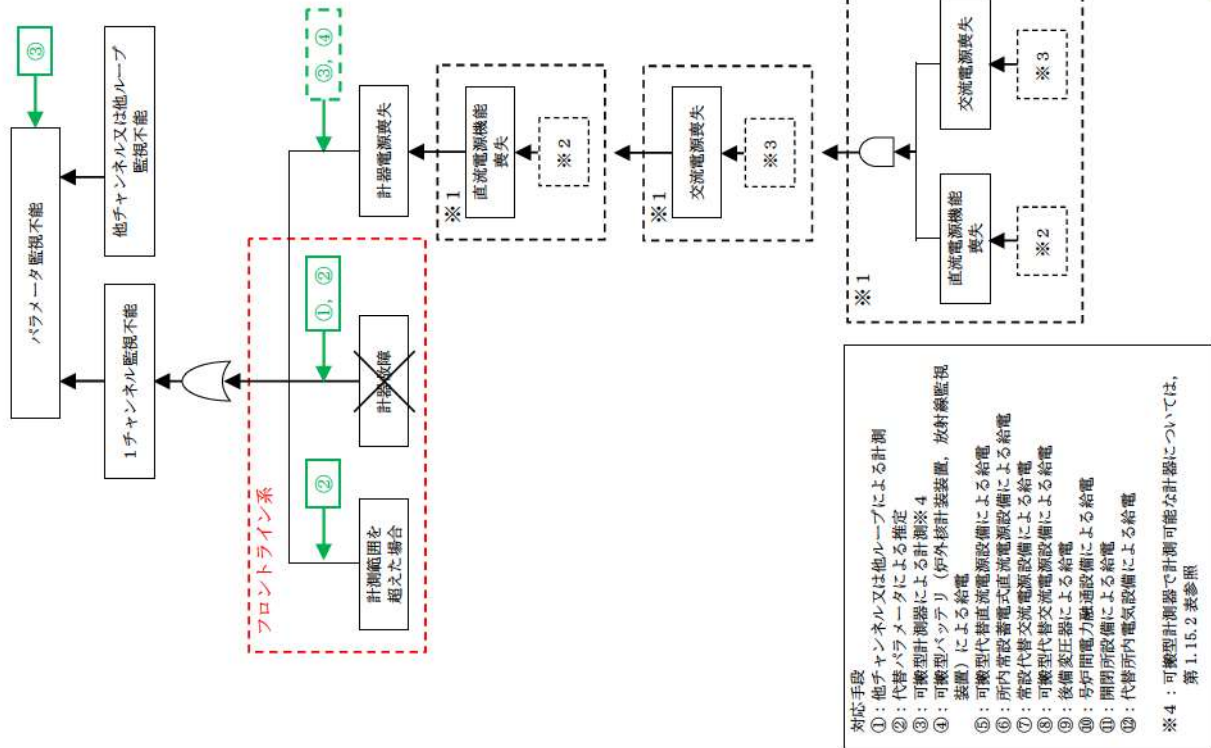 パラメータ監視不能
③
1チャンネル監視不能
他チャンネル又は他ループ
監視不能
フロントライン系
②
①，②
③，④
計測範囲を
超えた場合
計器故障
計器電源喪失
※1
直流電源機能
喪失
※2
※1
交流電源喪失
※3
※1
直流電源機能
喪失
交流電源喪失
※2
※3
対応手段
①：他チャンネル又は他ループによる計測
②：代替パラメータによる推定
③：可搬型計測器による計測※4
④：可搬型バッテリ（炉外核計装装置，放射線監視
装置）による給電
⑤：可搬型代替直流電源設備による給電
⑥：所内常設蓄電式直流電源設備による給電
⑦：常設代替交流電源設備による給電
⑧：可搬型代替交流電源設備による給電
⑨：後備変圧器による給電
⑩：号炉間電力融通設備による給電
⑪：開閉所設備による給電
⑫：代替所内電気設備による給電
※4：可搬型計測器で計測可能な計器については，
第1.15.2表参照